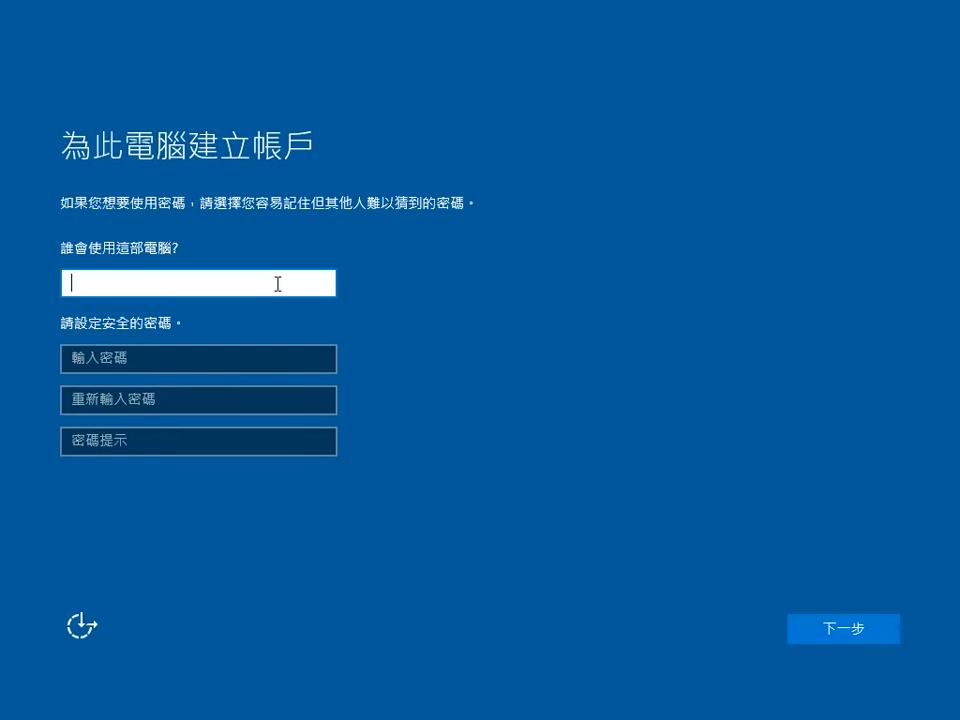 為此電腦建立帳戶
如果您想要使用密碼，請選擇您容易記住但其他人難以猜到的密碼。
誰會使用這部電腦?
請設定安全的密碼。
輸入密碼
重新輸入密碼
密碼提示
下一步